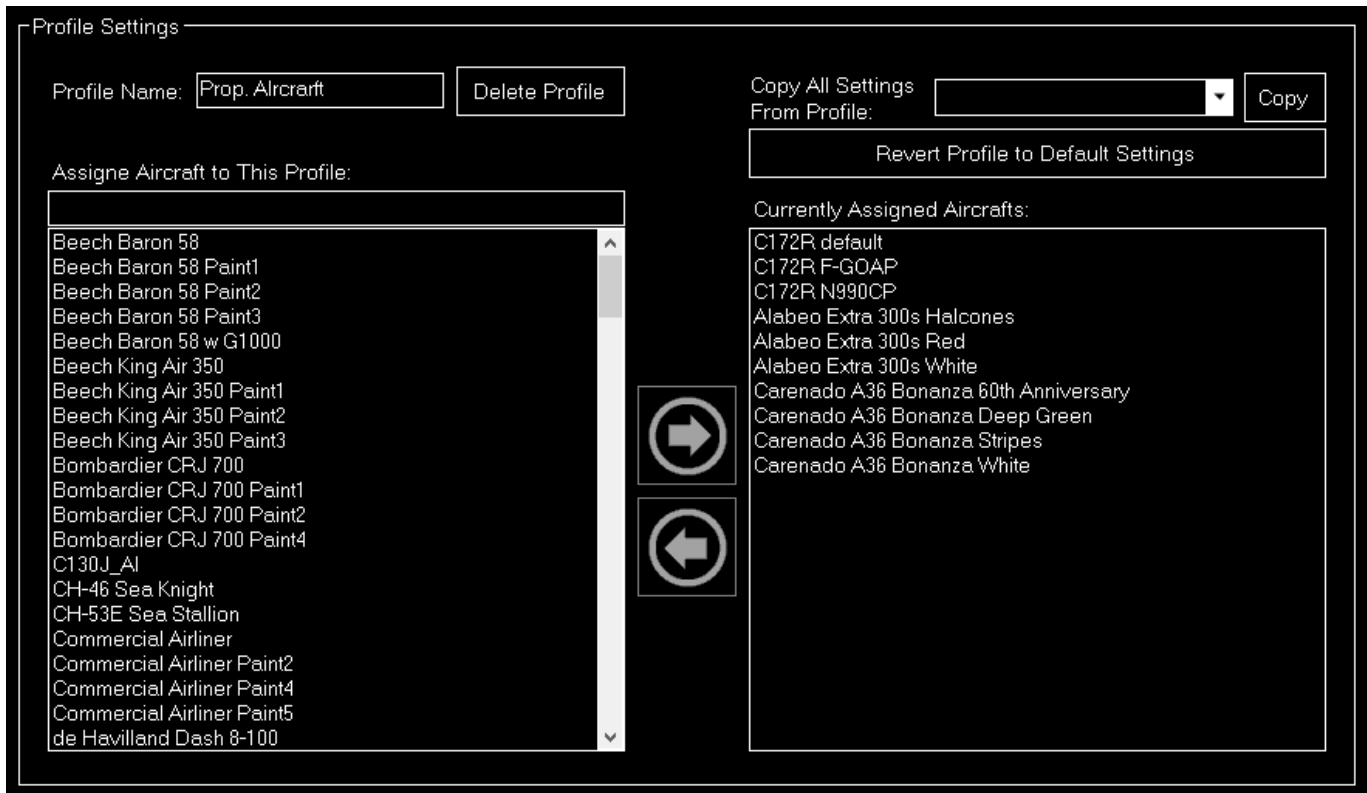 Profile Settings
Profile Name: Prop. AIrcrarft
Delete Profile
Copy All Settings
From Profile:
Copy
Revert Profile to Default Settings
Assigne Aircraft to This Profile:
Beech Baron 58
Beech Baron 58 Paint1
Beech Baron 58 Paint2
Beech Baron 58 Paint3
Beech Baron 58 w G1000
Beech King Air 350
Beech King Air 350 Paint1
Beech King Air 350 Paint2
Beech King Air 350 Paint3
Bombardier CRJ 700
Bombardier CRJ 700 Paint1
Bombardier CRJ 700 Paint2
Bombardier CRJ 700 Paint4
C130J_AI
CH-46 Sea Knight
CH-53E Sea Stallion
Commercial Airliner
Commercial Airliner Paint2
Commercial Airliner Paint4
Commercial Airliner Paint5
de Havilland Dash 8-100
Currently Assigned Aircrafts:
C172R default
C172R F-GOAP
C172R N990CP
Alabeo Extra 300s Halcones
Alabeo Extra 300s Red
Alabeo Extra 300s White
Carenado A36 Bonanza 60th Anniversary
Carenado A36 Bonanza Deep Green
Carenado A36 Bonanza Stripes
Carenado A36 Bonanza White